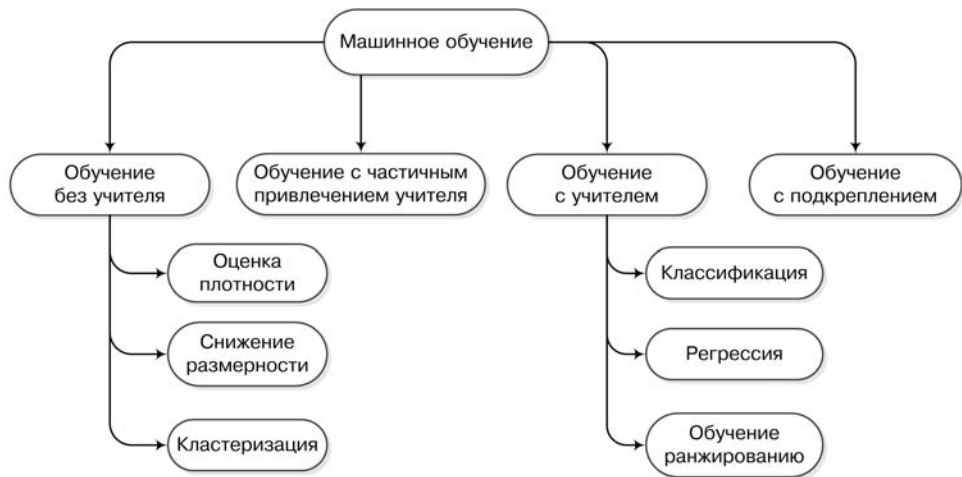 Машинное обучение
Обучение
без учителя
Обучение с частичным
привлечением учителя
Обучение
с учителем
Обучение
с подкреплением
Оценка
плотности
Снижение
размерности
Кластеризация
Классификация
Регрессия
Обучение
ранжированию